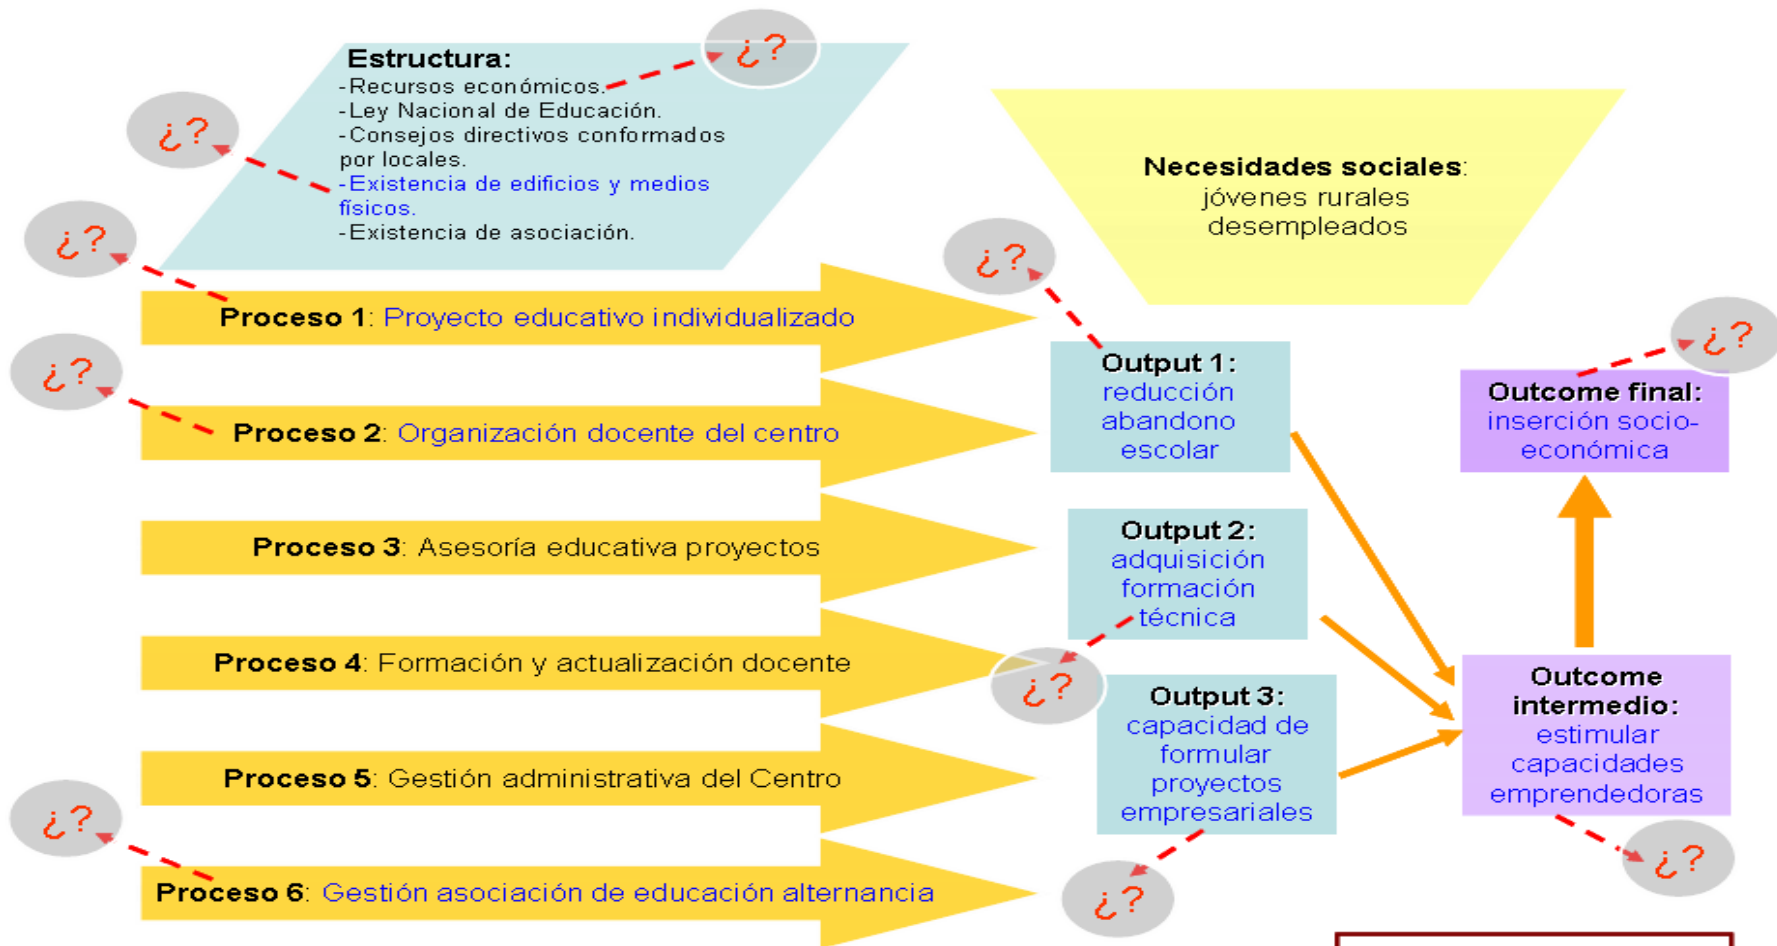 Estructura:
-Recursos económicos.
-Ley Nacional de Educación.
-Consejos directivos conformados
por locales.
-Existencia de edificios y medios
físicos.
-Existencia de asociación.
¿?
¿?
¿?
¿?
¿?
Necesidades sociales:
jóvenes rurales
desempleados
Proceso 1: Proyecto educativo individualizado
Proceso 2: Organización docente del centro
Proceso 3: Asesoría educativa proyectos
Proceso 4: Formación y actualización docente
Proceso 5: Gestión administrativa del Centro
Proceso 6: Gestión asociación de educación alternancia
¿?
Output 1:
reducción
abandono
escolar
Output 2:
adquisición
formación
técnica
¿?
Output 3:
capacidad de
formular
proyectos
empresariales
¿?
¿?
Outcome final:
inserción socio-
económica
Outcome
intermedio:
estimular
capacidades
emprendedoras
¿?